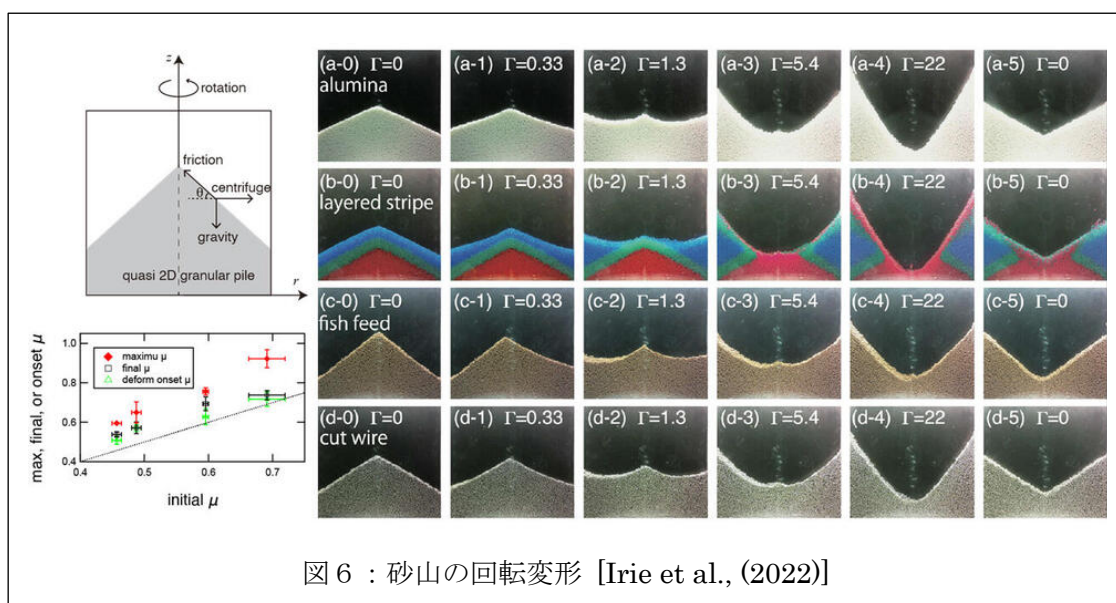 z
rotation
friction
centrifuge
θ
gravity
quasi 2D granular pile
r
max, final, or onset μ
1.0
0.8
0.6
0.4
maximu μ
final μ
deform onset μ
0.4 0.5 0.6 0.7
initial μ
(a-0) Γ=0
alumina
(a-1) Γ=0.33
(a-2) Γ=1.3
(a-3) Γ=5.4
(a-4) Γ=22
(a-5) Γ=0
(b-0) Γ=0
layered stripe
(b-1) Γ=0.33
(b-2) Γ=1.3
(b-3) Γ=5.4
(b-4) Γ=22
(b-5) Γ=0
(c-0) Γ=0
fish feed
(c-1) Γ=0.33
(c-2) Γ=1.3
(c-3) Γ=5.4
(c-4) Γ=22
(c-5) Γ=0
(d-0) Γ=0
cut wire
(d-1) Γ=0.33
(d-2) Γ=1.3
(d-3) Γ=5.4
(d-4) Γ=22
(d-5) Γ=0
図6:砂山の回転変形 [Irie et al., (2022)]